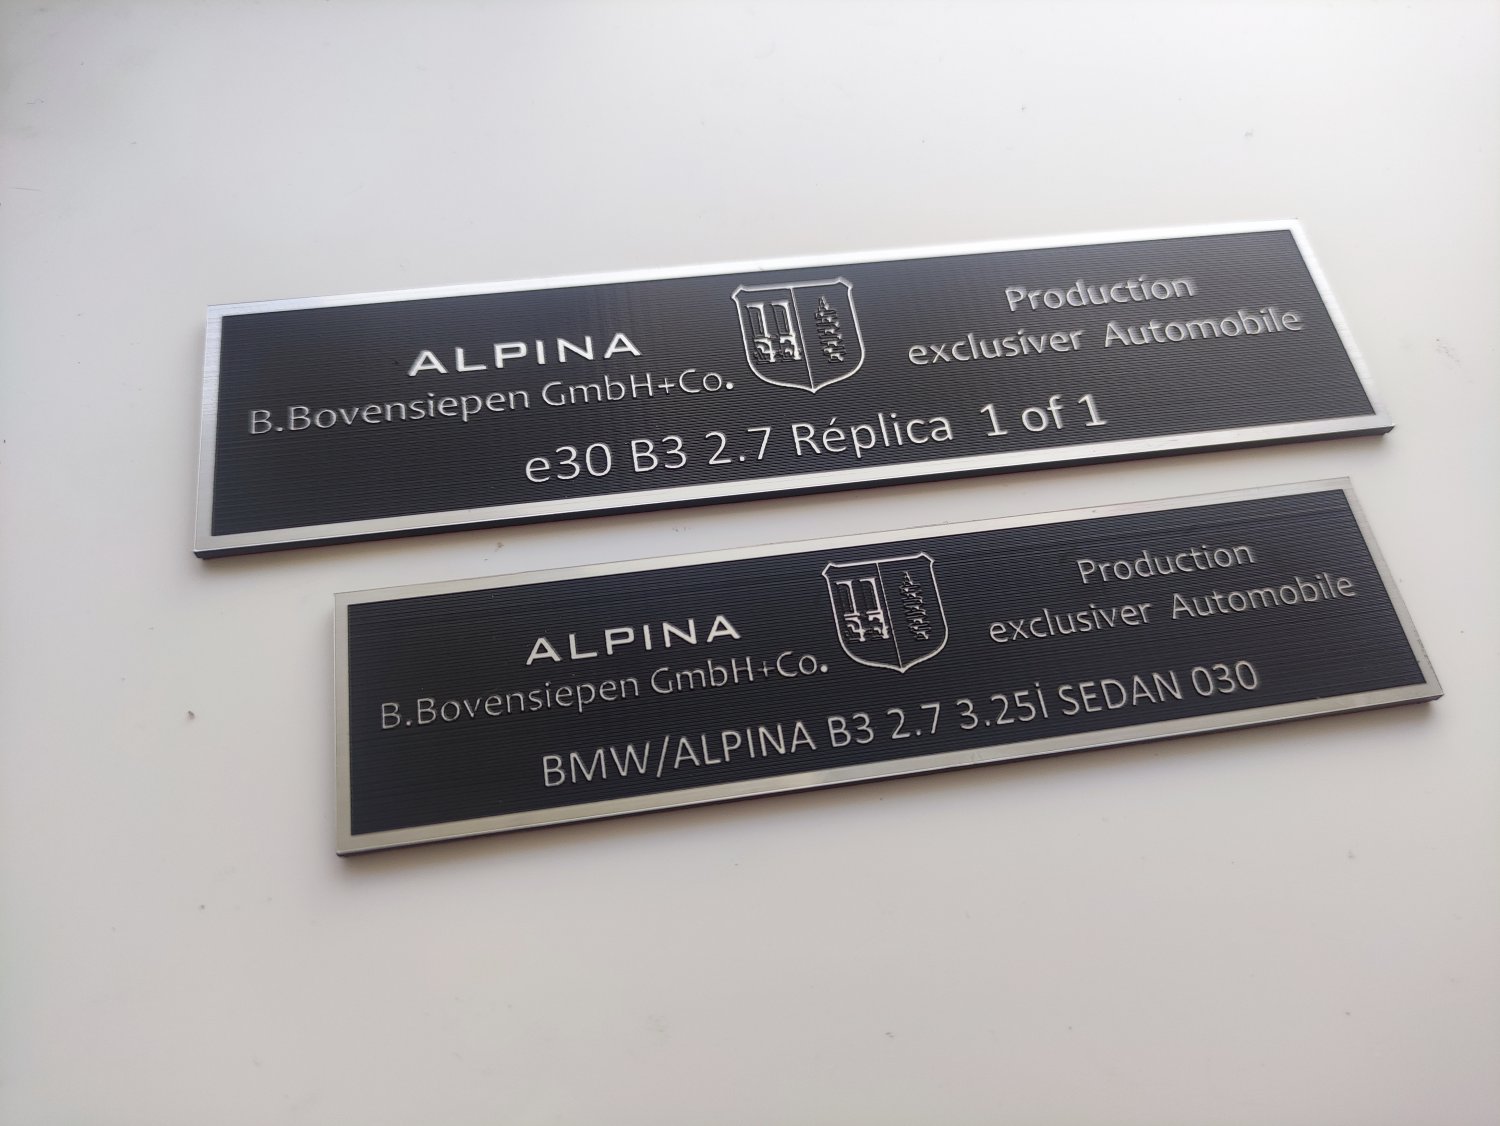 ALPINA
B.Bovensiepen GmbH+Co.
Production
exclusiver Automobile
e30 B3 2.7 Réplica 1 of 1
ALPINA
B.Bovensiepen GmbH+Co.
Production
exclusiver Automobile
BMW/ALPINA B3 2.7 3.25İ SEDAN 030